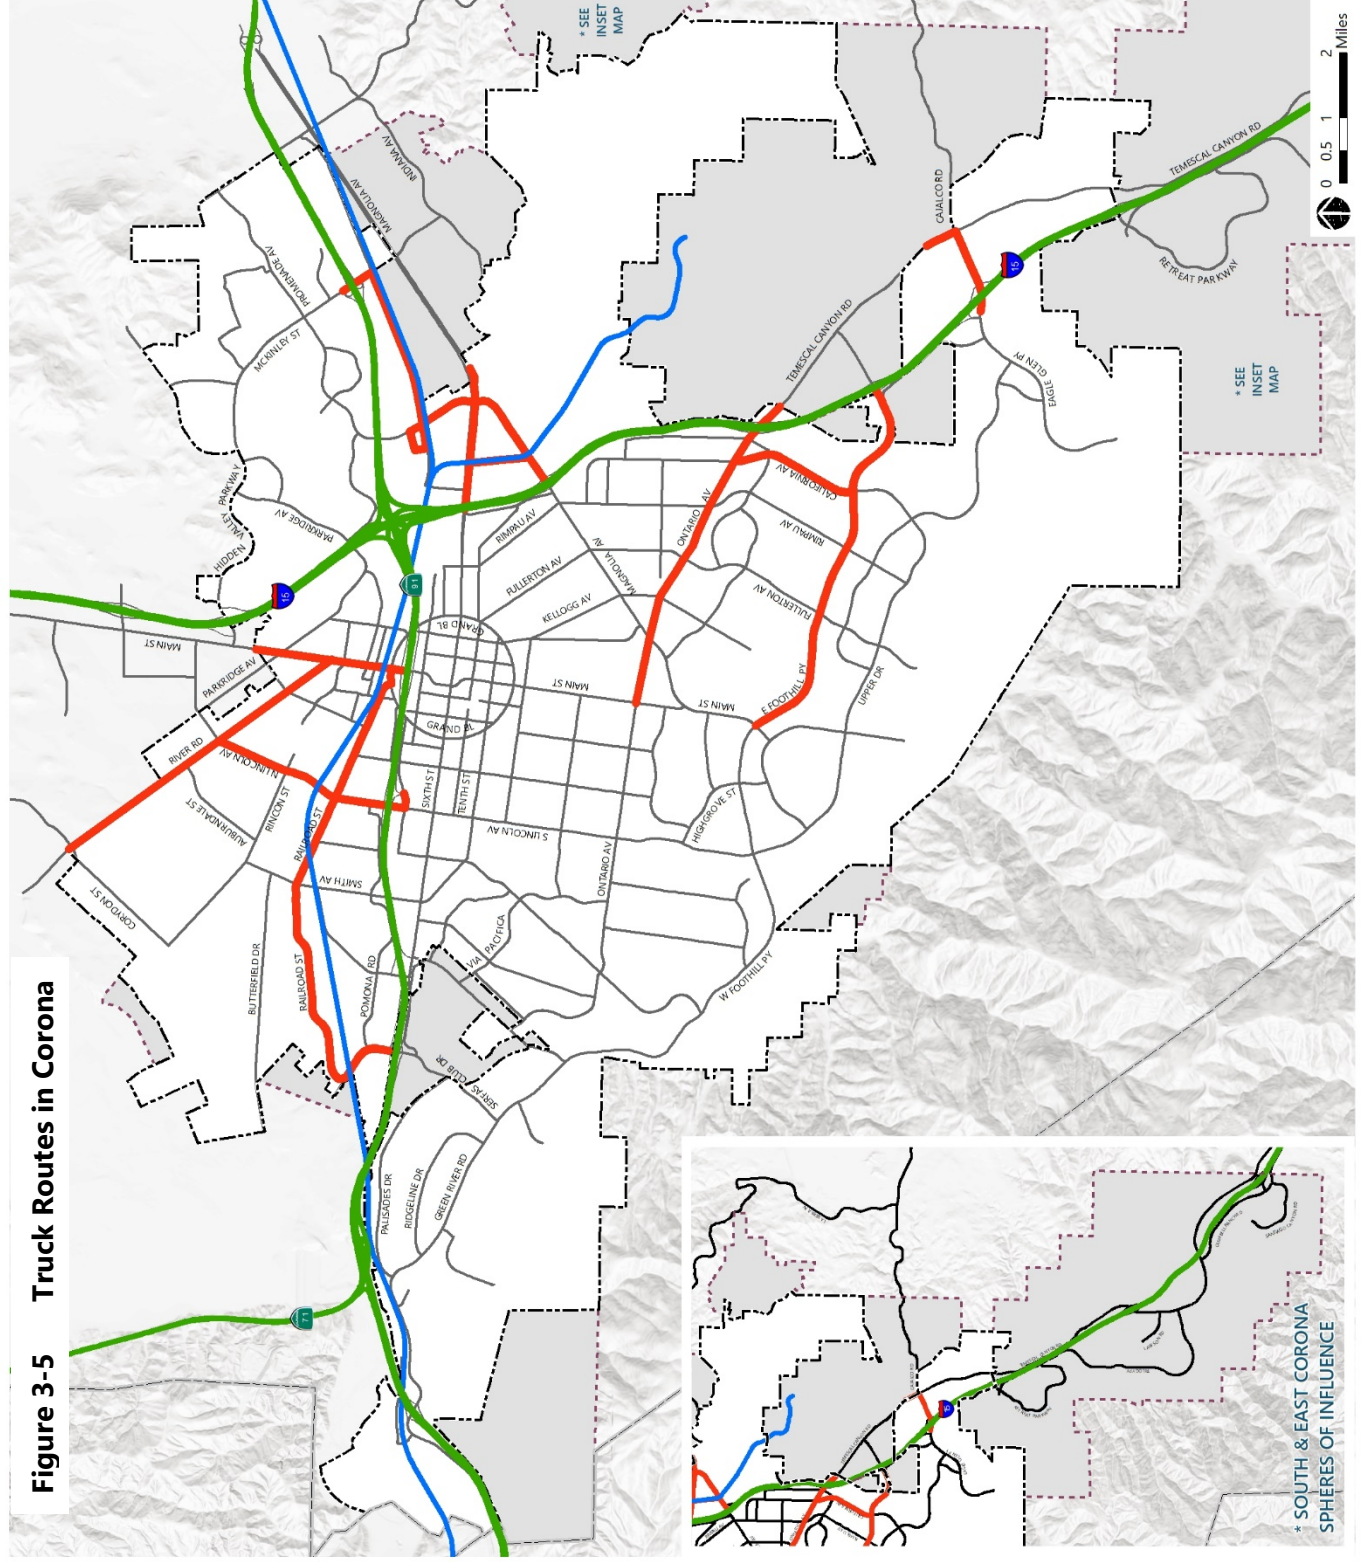 Figure 3-5 Truck Routes in Corona
* SEE
INSET
MAP
INDIANA AV
MAGNOLIA AV
PROMENADE AV
MCKINLEY ST
HIDDEN
VALLEY
PARKWAY
PARKRIDGE AV
15
91
MAIN ST
PARKRIDGE AV
RIVER RD
N LINCOLN AV
AUBURNDALE ST
RINCON ST
RAILROAD ST
CORYDON ST
SMITH AV
BUTTERFIELD DR
RAILROAD ST
POMONA RD
SERFAS CLUB DR
PALISADES DR
RIDGELINE DR
GREEN RIVER RD
71
GRAND BL
GRAND BL
SIXTH ST
TENTH ST
RIMPAU AV
FULLERTON AV
KELLOGG AV
MAGNOLIA AV
MAIN ST
MAIN ST
S LINCOLN AV
ONTARIO AV
VIA PACIFICA
W FOOTHILL PY
HIGHGROVE ST
E FOOTHILL PY
UPPER DR
ONTARIO AV
CALIFORNIA AV
RIMPAU AV
FULLERTON AV
TEMESCAL CANYON RD
CAJALCO RD
EAGLE GLEN PY
15
RETREAT PARKWAY
TEMESCAL CANYON RD
* SEE
INSET
MAP
0 0.5 1 2
Miles
15
* SOUTH & EAST CORONA
SPHERES OF INFLUENCE